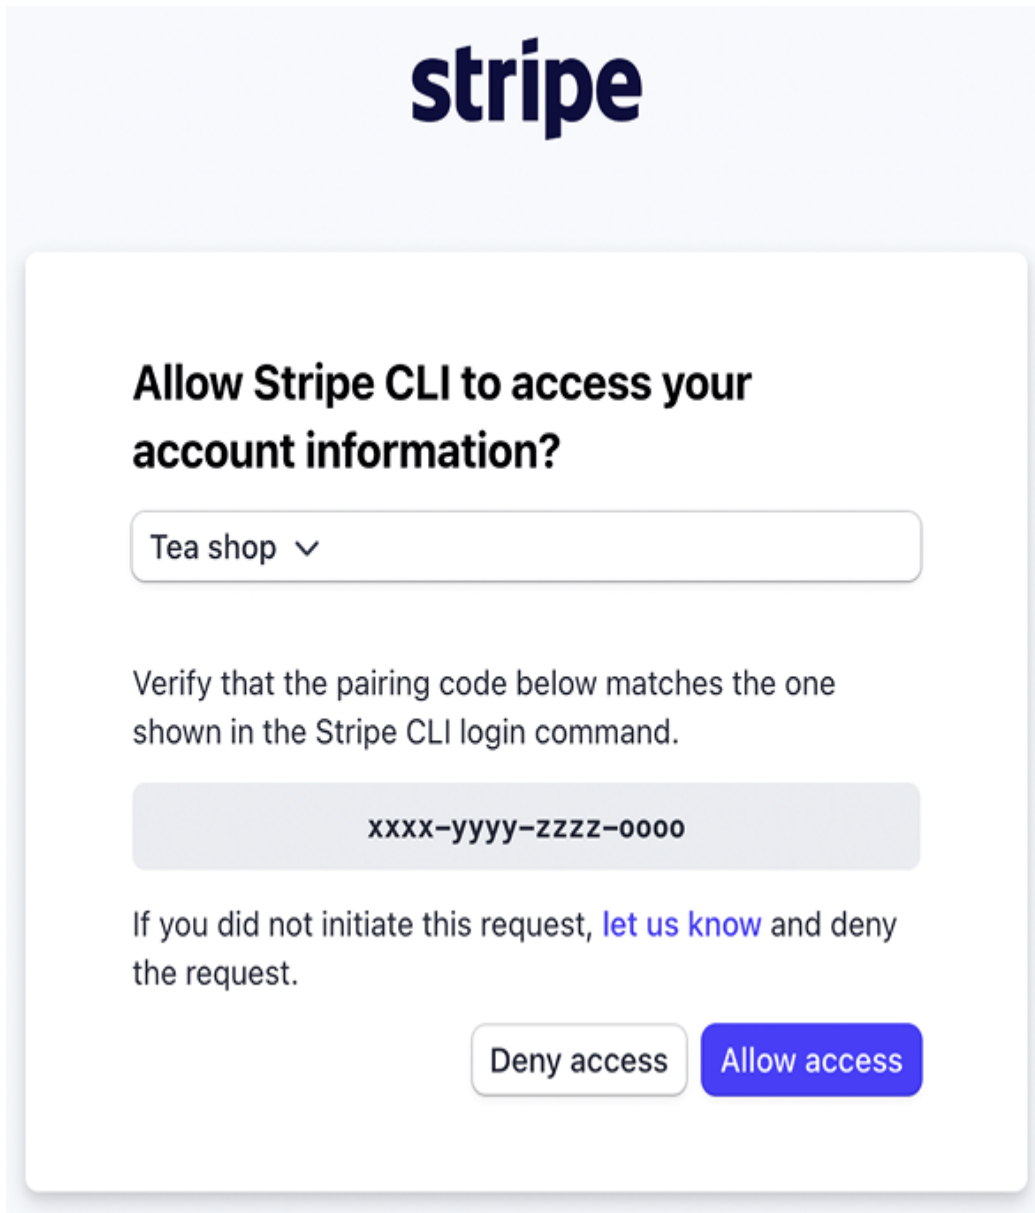 stripe
Allow Stripe CLI to access your
account information?
Tea shop
Verify that the pairing code below matches the one
shown in the Stripe CLI login command.
xxxx-yyyy-zzzz-oooo
If you did not initiate this request, let us know and deny
the request.
Deny access Allow access